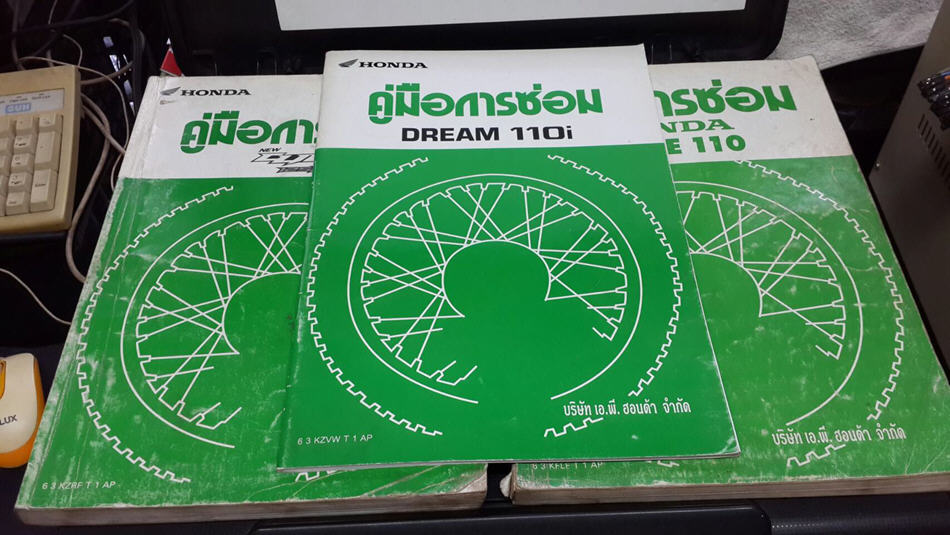 HONDA
คู่มือการ
NEW
6 3 KZRF T 1 AP
HONDA
คู่มือการซ่อม
DREAM 110i
บริษัท เอ.พี. ฮอนด้า จำกัด
6 3 KZVW T 1 AP
ารซ่อม
NDA
E 110
บริษัท เอ.พี. ฮอนด้า จำกัด
6 3 KFLF T 1 AP
LUX